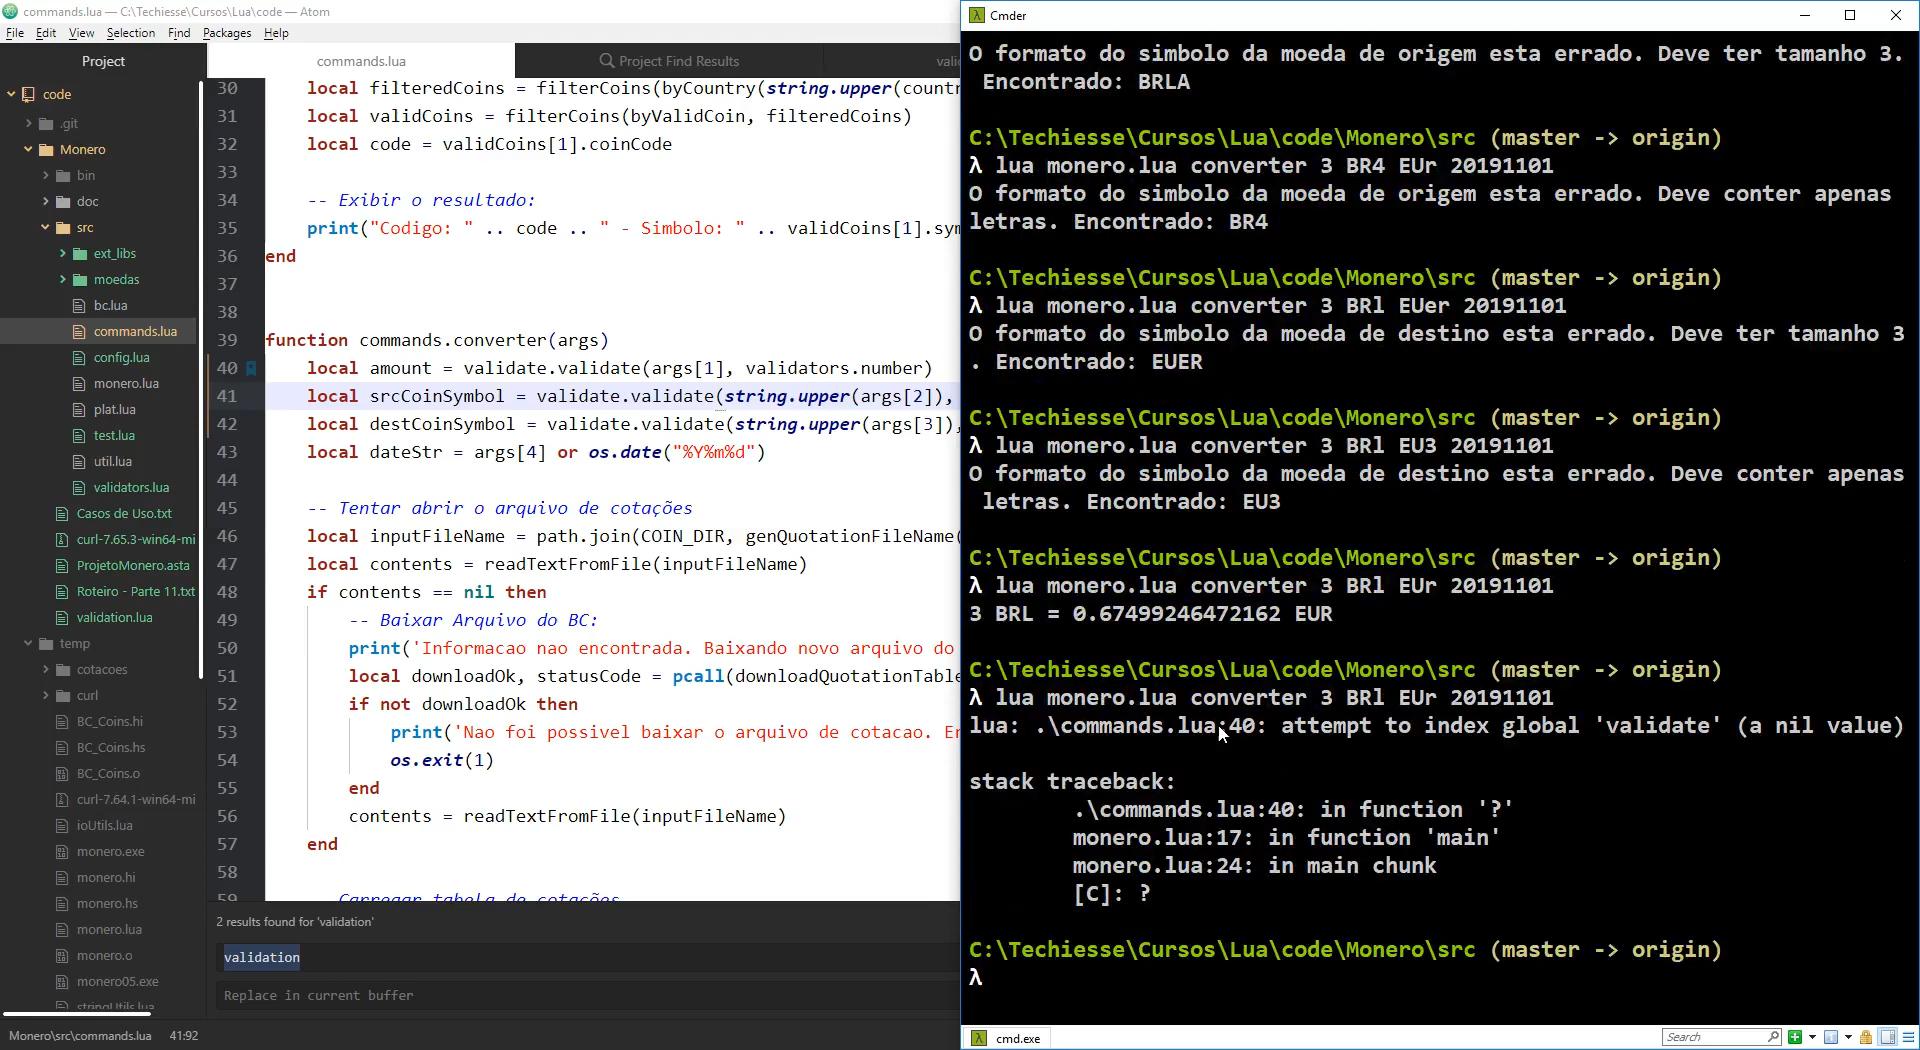 commands.lua — C:\Techiesse\Cursos\Lua\code — Atom
File Edit View Selection Find Packages Help
Project
code
.git
Monero
bin
doc
src
ext_libs
moedas
bc.lua
commands.lua
config.lua
monero.lua
plat.lua
test.lua
util.lua
validators.lua
Casos de Uso.txt
curl-7.65.3-win64-mi
ProjetoMonero.asta
Roteiro - Parte 11.txt
validation.lua
temp
cotacoes
curl
BC_Coins.hi
BC_Coins.hs
BC_Coins.o
curl-7.64.1-win64-mi
ioUtils.lua
monero.exe
monero.hi
monero.hs
monero.lua
monero.o
monero05.exe
stringUtils.lua
Monero\src\commands.lua 41:92
commands.lua Project Find Results valid
30 local filteredCoins = filterCoins(byCountry(string.upper(countr
31 local validCoins = filterCoins(byValidCoin, filteredCoins)
32 local code = validCoins[1].coinCode
33
34 -- Exibir o resultado:
35 print("Codigo: " .. code .. " - Simbolo: " .. validCoins[1].sym
36 end
37
38
39 function commands.converter(args)
40 local amount = validate.validate(args[1], validators.number)
41 local srcCoinSymbol = validate.validate(string.upper(args[2]),
42 local destCoinSymbol = validate.validate(string.upper(args[3]),
43 local dateStr = args[4] or os.date("%Y%m%d")
44
45 -- Tentar abrir o arquivo de cotações
46 local inputFileName = path.join(COIN_DIR, genQuotationFileName(
47 local contents = readTextFromFile(inputFileName)
48 if contents == nil then
49 -- Baixar Arquivo do BC:
50 print('Informacao nao encontrada. Baixando novo arquivo do
51 local downloadOk, statusCode = pcall(downloadQuotationTable
52 if not downloadOk then
53 print('Nao foi possivel baixar o arquivo de cotacao. Er
54 os.exit(1)
55 end
56 contents = readTextFromFile(inputFileName)
57 end
58
59 Carregar tabela de cotações
2 results found for 'validation'
validation
Replace in current buffer
Cmder
O formato do simbolo da moeda de origem esta errado. Deve ter tamanho 3.
Encontrado: BRLA
C:\Techiesse\Cursos\Lua\code\Monero\src (master -> origin)
λ lua monero.lua converter 3 BR4 EUr 20191101
O formato do simbolo da moeda de origem esta errado. Deve conter apenas
letras. Encontrado: BR4
C:\Techiesse\Cursos\Lua\code\Monero\src (master -> origin)
λ lua monero.lua converter 3 BRl EUer 20191101
O formato do simbolo da moeda de destino esta errado. Deve ter tamanho 3
. Encontrado: EUER
C:\Techiesse\Cursos\Lua\code\Monero\src (master -> origin)
λ lua monero.lua converter 3 BRl EU3 20191101
O formato do simbolo da moeda de destino esta errado. Deve conter apenas
letras. Encontrado: EU3
C:\Techiesse\Cursos\Lua\code\Monero\src (master -> origin)
λ lua monero.lua converter 3 BRl EUr 20191101
3 BRL = 0.67499246472162 EUR
C:\Techiesse\Cursos\Lua\code\Monero\src (master -> origin)
λ lua monero.lua converter 3 BRl EUr 20191101
lua: .\commands.lua:40: attempt to index global 'validate' (a nil value)
stack traceback:
.\commands.lua:40: in function '?'
monero.lua:17: in function 'main'
monero.lua:24: in main chunk
[C]: ?
C:\Techiesse\Cursos\Lua\code\Monero\src (master -> origin)
λ
cmd.exe Search